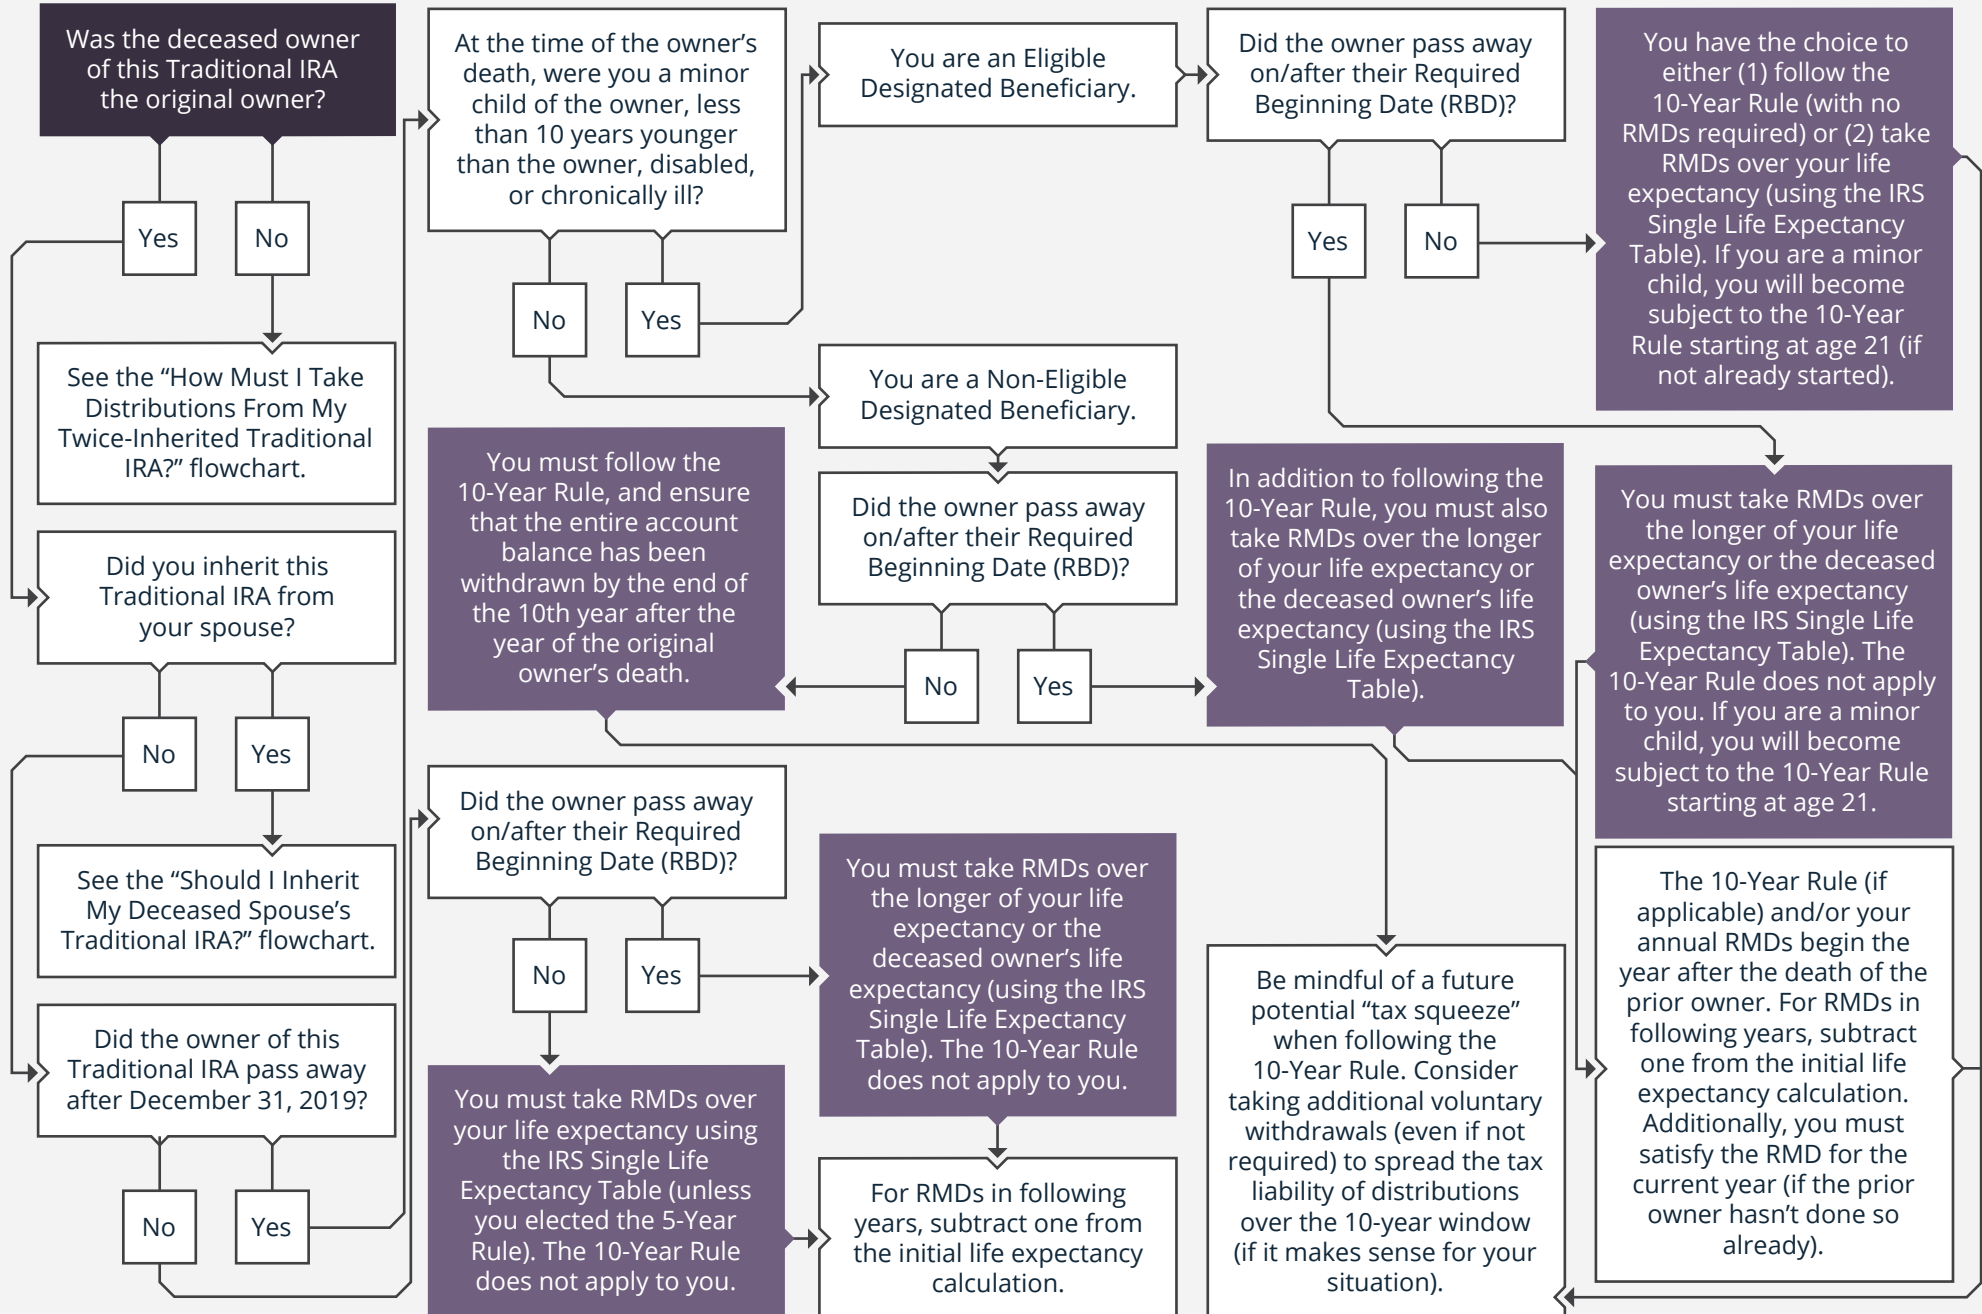 Was the deceased owner
of this Traditional IRA
the original owner?
Yes
No
See the “How Must I Take
Distributions From My
Twice-Inherited Traditional
IRA?” flowchart.
Did you inherit this
Traditional IRA from
your spouse?
No
Yes
See the “Should I Inherit
My Deceased Spouse’s
Traditional IRA?” flowchart.
Did the owner of this
Traditional IRA pass away
after December 31, 2019?
No
Yes
At the time of the owner’s
death, were you a minor
child of the owner, less
than 10 years younger
than the owner, disabled,
or chronically ill?
No
Yes
You are an Eligible
Designated Beneficiary.
Did the owner pass away
on/after their Required
Beginning Date (RBD)?
Yes
No
You have the choice to
either (1) follow the
10-Year Rule (with no
RMDs required) or (2) take
RMDs over your life
expectancy (using the IRS
Single Life Expectancy
Table). If you are a minor
child, you will become
subject to the 10-Year
Rule starting at age 21 (if
not already started).
You are a Non-Eligible
Designated Beneficiary.
Did the owner pass away
on/after their Required
Beginning Date (RBD)?
No
Yes
You must follow the
10-Year Rule, and ensure
that the entire account
balance has been
withdrawn by the end of
the 10th year after the
year of the original
owner’s death.
In addition to following the
10-Year Rule, you must also
take RMDs over the longer
of your life expectancy or
the deceased owner’s life
expectancy (using the IRS
Single Life Expectancy
Table).
You must take RMDs over
the longer of your life
expectancy or the deceased
owner’s life expectancy
(using the IRS Single Life
Expectancy Table). The
10-Year Rule does not apply
to you. If you are a minor
child, you will become
subject to the 10-Year Rule
starting at age 21.
Did the owner pass away
on/after their Required
Beginning Date (RBD)?
No
Yes
You must take RMDs over
the longer of your life
expectancy or the
deceased owner’s life
expectancy (using the IRS
Single Life Expectancy
Table). The 10-Year Rule
does not apply to you.
You must take RMDs over
your life expectancy using
the IRS Single Life
Expectancy Table (unless
you elected the 5-Year
Rule). The 10-Year Rule
does not apply to you.
For RMDs in following
years, subtract one from
the initial life expectancy
calculation.
Be mindful of a future
potential “tax squeeze”
when following the
10-Year Rule. Consider
taking additional voluntary
withdrawals (even if not
required) to spread the tax
liability of distributions
over the 10-year window
(if it makes sense for your
situation).
The 10-Year Rule (if
applicable) and/or your
annual RMDs begin the
year after the death of the
prior owner. For RMDs in
following years, subtract
one from the initial life
expectancy calculation.
Additionally, you must
satisfy the RMD for the
current year (if the prior
owner hasn't done so
already).